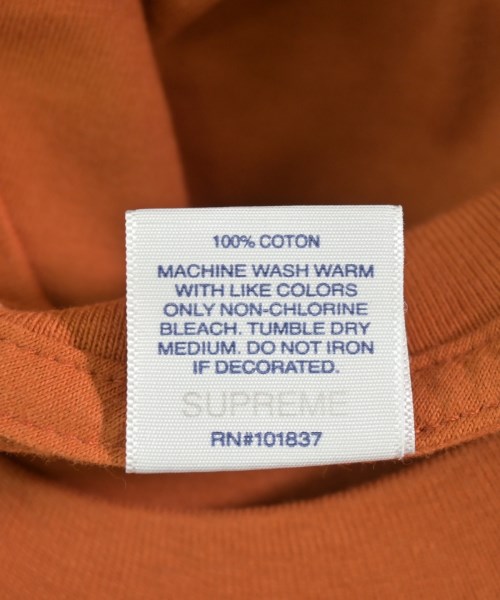 100% COTON
MACHINE WASH WARM
WITH LIKE COLORS
ONLY NON-CHLORINE
BLEACH. TUMBLE DRY
MEDIUM. DO NOT IRON
IF DECORATED.
SUPREME
RN#101837